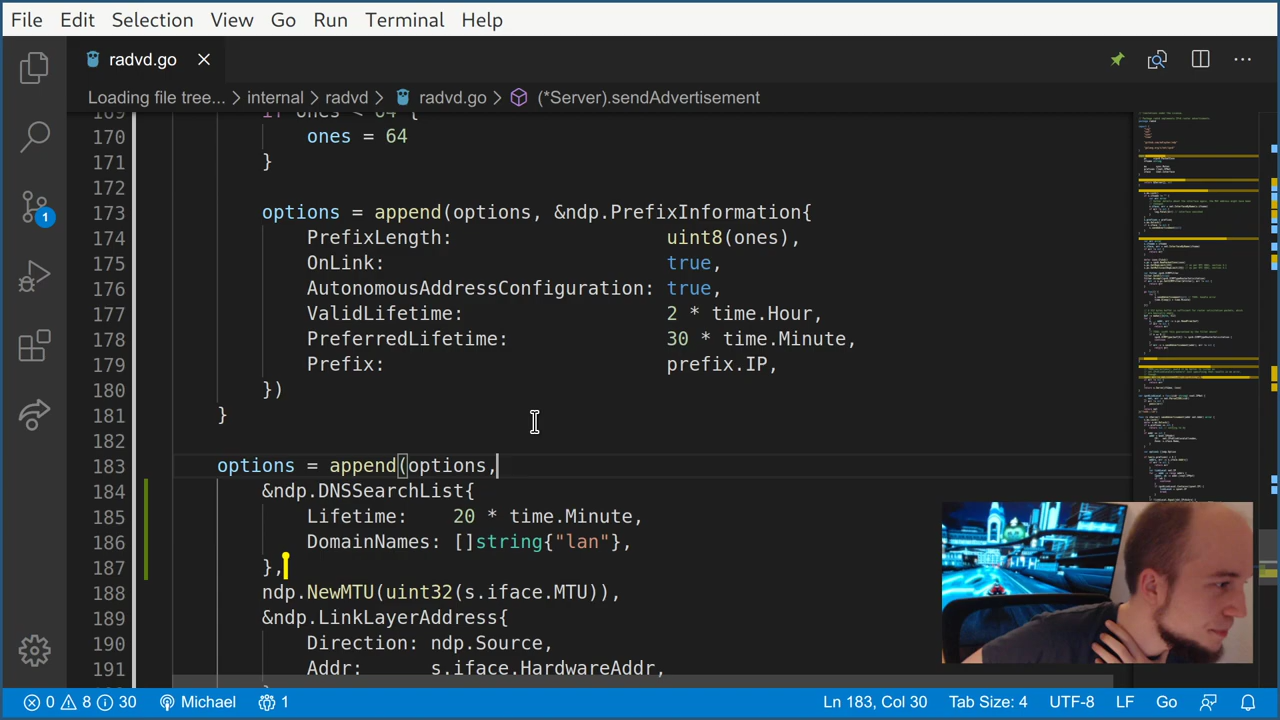 File Edit Selection View Go Run Terminal Help
radvd.go
Loading file tree... > internal > radvd > radvd.go > (*Server).sendAdvertisement
169 if ones < 64 {
170 ones = 64
171 }
172
173 options = append(options, &ndp.PrefixInformation{
174 PrefixLength: uint8(ones),
175 OnLink: true,
176 AutonomousAddressConfiguration: true,
177 ValidLifetime: 2 * time.Hour,
178 PreferredLifetime: 30 * time.Minute,
179 Prefix: prefix.IP,
180 })
181 }
182
183 options = append(options,
184 &ndp.DNSSearchList{
185 Lifetime: 20 * time.Minute,
186 DomainNames: []string{"lan"},
187 },
188 ndp.NewMTU(uint32(s.iface.MTU)),
189 &ndp.LinkLayerAddress{
190 Direction: ndp.Source,
191 Addr: s.iface.HardwareAddr,
1
0 8 30 Michael 1 Ln 183, Col 30 Tab Size: 4 UTF-8 LF Go